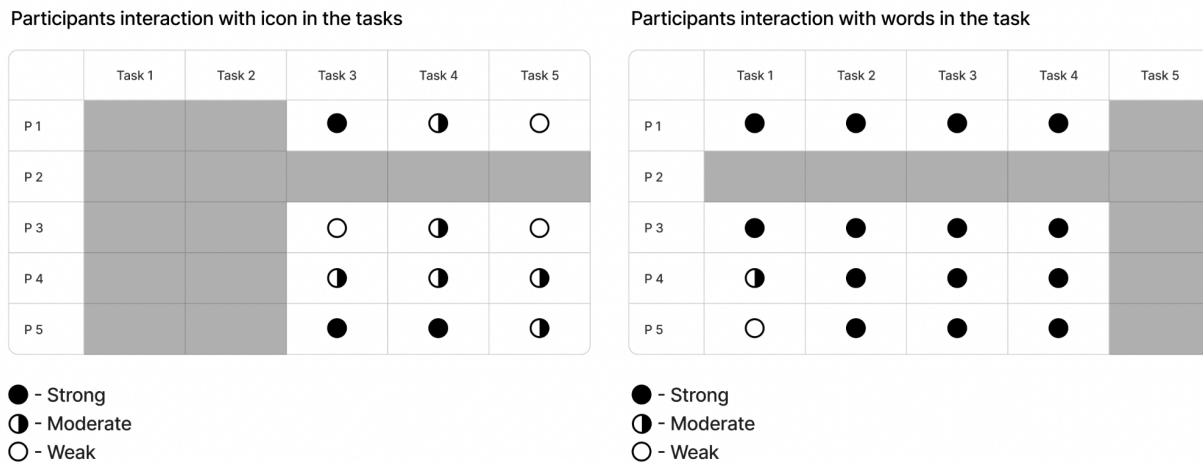 Participants interaction with icon in the tasks
Task 1 Task 2 Task 3 Task 4 Task 5
P 1
P 2
P 3
P 4
P 5
- Strong
- Moderate
- Weak
Participants interaction with words in the task
Task 1 Task 2 Task 3 Task 4 Task 5
P 1
P 2
P 3
P 4
P 5
- Strong
- Moderate
- Weak